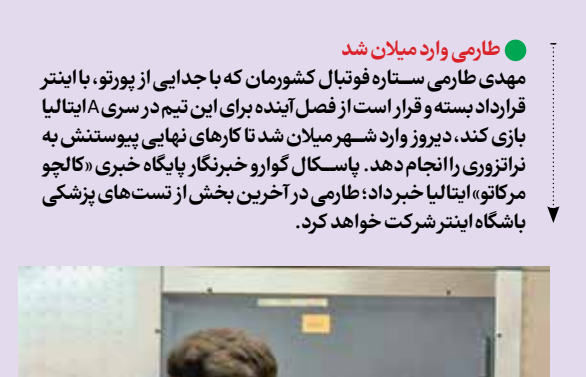 طارمی وارد میلان شد
مهدی طارمی ستاره فوتبال کشورمان که با جدایی از پورتو، با اینتر
قرارداد بسته و قرار است از فصل آینده برای این تیم در سری A ایتالیا
بازی کند، دیروز وارد شهر میلان شد تا کارهای نهایی پیوستنش به
نراتزوری را انجام دهد. پاسکال گوارو خبرنگار پایگاه خبری «کالچو
مرکاتو» ایتالیا خبر داد؛ طارمی در آخرین بخش از تست‌های پزشکی
باشگاه اینتر شرکت خواهد کرد.